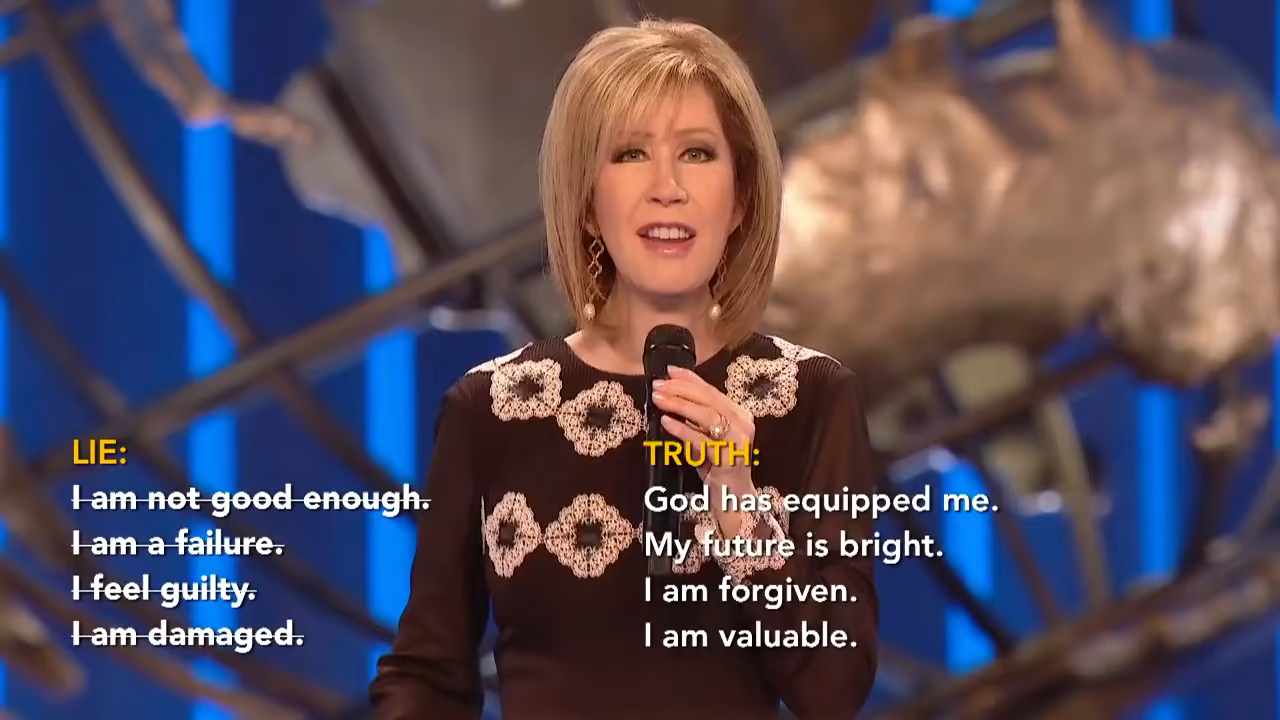 LIE:
I am not good enough.
I am a failure.
I feel guilty.
I am damaged.
TRUTH:
God has equipped me.
My future is bright.
I am forgiven.
I am valuable.